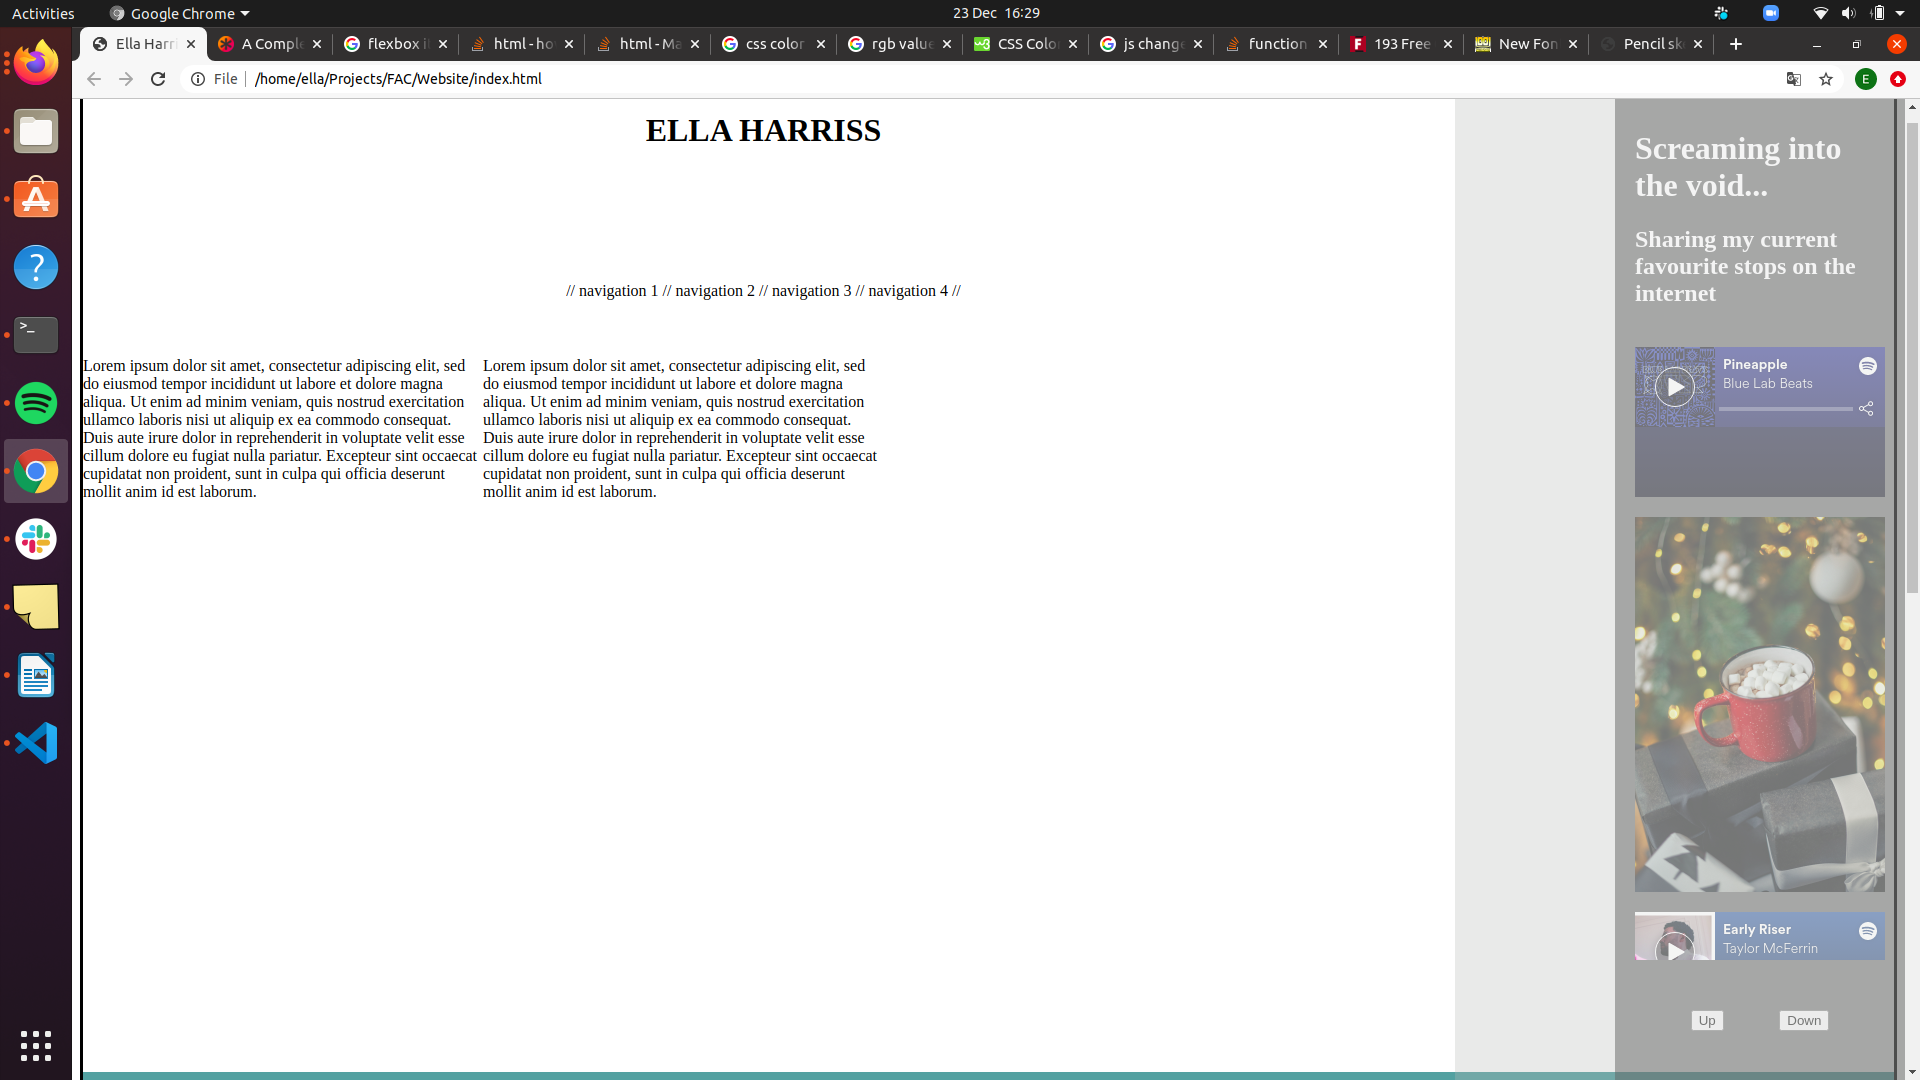 Activities
Google Chrome
23 Dec 16:29
Ella Harri
A Comple
flexbox i
html - ho
html - Ma
css color
rgb value
CSS Colo
js change
function
193 Free
New Fon
Pencil sk
File
/home/ella/Projects/FAC/Website/index.html
E
ELLA HARRISS
// navigation 1 // navigation 2 // navigation 3 // navigation 4 //
Lorem ipsum dolor sit amet, consectetur adipiscing elit, sed
do eiusmod tempor incididunt ut labore et dolore magna
aliqua. Ut enim ad minim veniam, quis nostrud exercitation
ullamco laboris nisi ut aliquip ex ea commodo consequat.
Duis aute irure dolor in reprehenderit in voluptate velit esse
cillum dolore eu fugiat nulla pariatur. Excepteur sint occaecat
cupidatat non proident, sunt in culpa qui officia deserunt
mollit anim id est laborum.
Lorem ipsum dolor sit amet, consectetur adipiscing elit, sed
do eiusmod tempor incididunt ut labore et dolore magna
aliqua. Ut enim ad minim veniam, quis nostrud exercitation
ullamco laboris nisi ut aliquip ex ea commodo consequat.
Duis aute irure dolor in reprehenderit in voluptate velit esse
cillum dolore eu fugiat nulla pariatur. Excepteur sint occaecat
cupidatat non proident, sunt in culpa qui officia deserunt
mollit anim id est laborum.
Screaming into
the void...
Sharing my current
favourite stops on the
internet
Pineapple
Blue Lab Beats
Early Riser
Taylor McFerrin
Up
Down